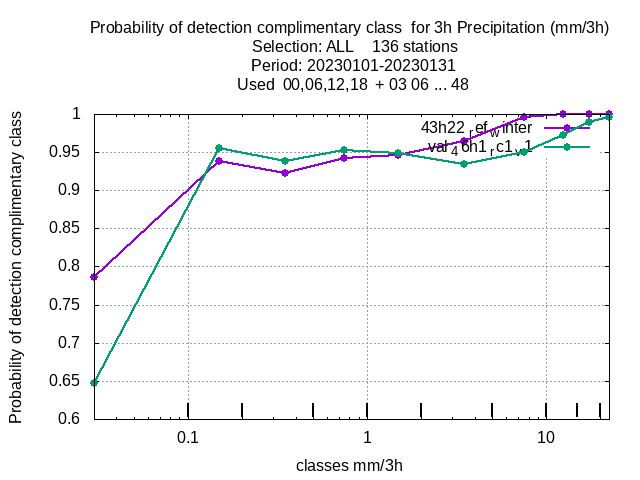 Probability of detection complimentary class  for 3h Precipitation (mm/3h)
Selection: ALL    136 stations
Period: 20230101-20230131
Used  00,06,12,18  + 03 06 ... 48
Probability of detection complimentary class
1
0.95
0.9
0.85
0.8
0.75
0.7
0.65
0.6
43h22_ref_winter
val_46h1_rc1_v1
0.1
1
10
classes mm/3h